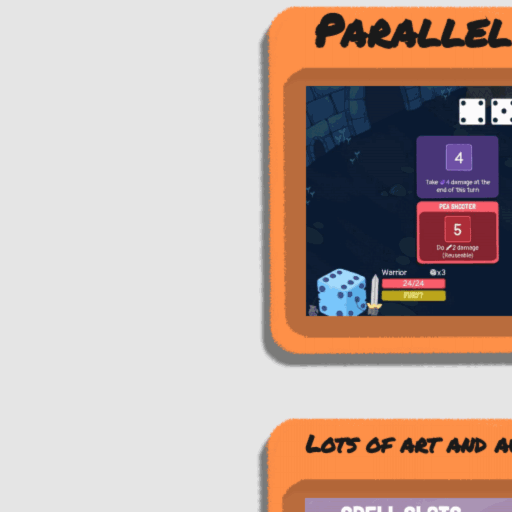 PARALLEL
4
Take 4 damage at the
end of this turn.
PEA SHOOTER
5
Do 2 damage
(Reuseable)
Warrior x3
24/24
FURY?
LOTS OF ART AND
SPELL SLOTS